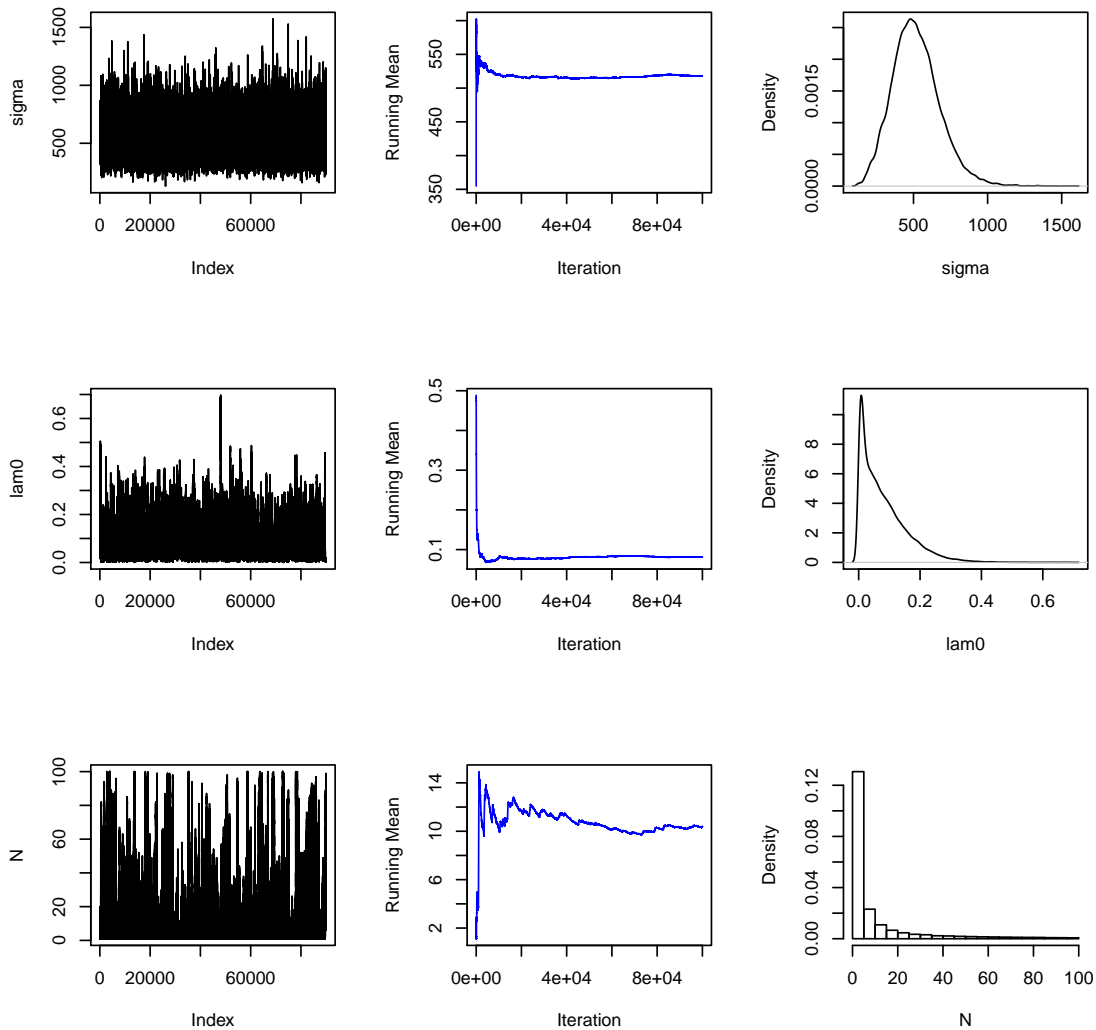 sigma
500
1000
1500
0
20000
60000
Index
Running Mean
350
450
550
0e+00
4e+04
8e+04
Iteration
Density
0.0000
0.0015
500
1000
1500
sigma
lam0
0.0
0.2
0.4
0.6
0
20000
60000
Index
Running Mean
0.1
0.3
0.5
0e+00
4e+04
8e+04
Iteration
Density
0
2
4
6
8
0.0
0.2
0.4
0.6
lam0
N
0
20
60
100
0
20000
60000
Index
Running Mean
2
6
10
14
0e+00
4e+04
8e+04
Iteration
Density
0.00
0.04
0.08
0.12
0
20
40
60
80
100
N